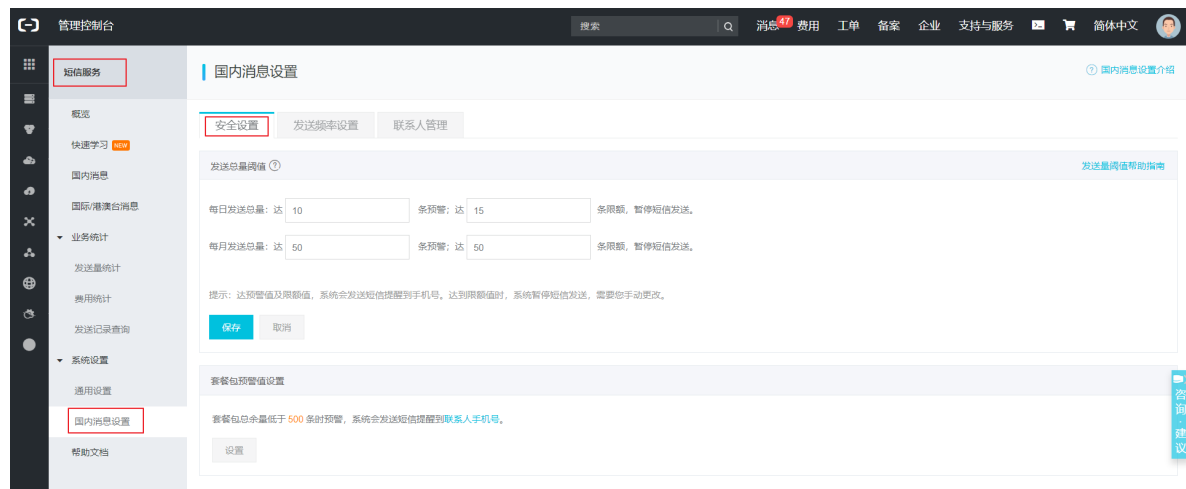 管理控制台 搜索 消息 47 费用 工单 备案 企业 支持与服务 简体中文
短信服务
概览
快速学习 NEW
国内消息
国际/港澳台消息
业务统计
发送量统计
费用统计
发送记录查询
系统设置
通用设置
国内消息设置
帮助文档
国内消息设置 国内消息设置介绍
安全设置 发送频率设置 联系人管理
发送总量阈值 发送量阈值帮助指南
每日发送总量：达 10 条预警；达 15 条限额，暂停短信发送。
每月发送总量：达 50 条预警；达 50 条限额，暂停短信发送。
提示：达预警值及限额值，系统会发送短信提醒到手机号。达到限额值时，系统暂停短信发送，需要您手动更改。
保存 取消
套餐包预警值设置
套餐包总余量低于 500 条时预警，系统会发送短信提醒到联系人手机号。
设置
咨询·建议